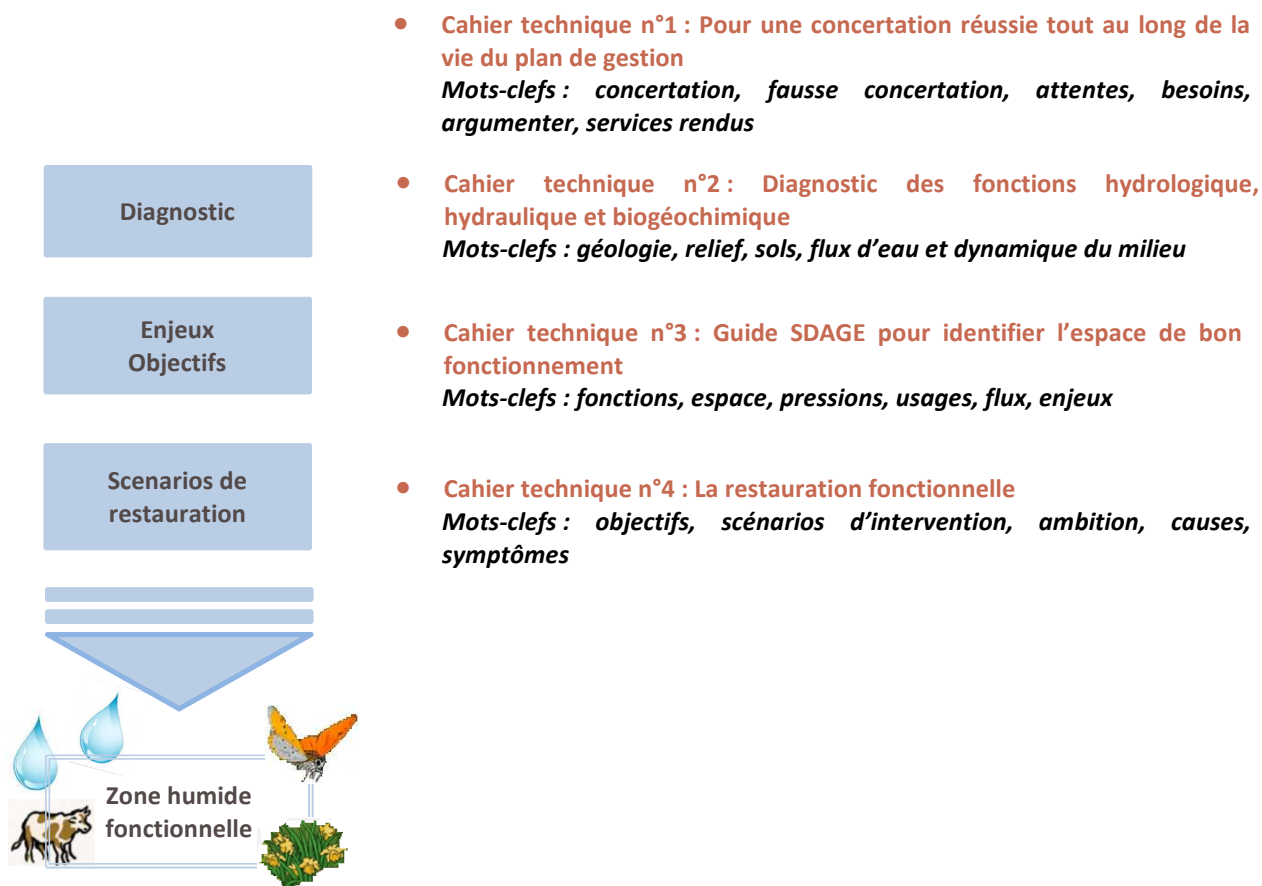 • Cahier technique n°1 : Pour une concertation réussie tout au long de la
vie du plan de gestion
Mots-clefs : concertation, fausse concertation, attentes, besoins,
argumenter, services rendus
Diagnostic
• Cahier technique n°2 : Diagnostic des fonctions hydrologique,
hydraulique et biogéochimique
Mots-clefs : géologie, relief, sols, flux d’eau et dynamique du milieu
Enjeux
Objectifs
• Cahier technique n°3 : Guide SDAGE pour identifier l’espace de bon
fonctionnement
Mots-clefs : fonctions, espace, pressions, usages, flux, enjeux
Scenarios de
restauration
• Cahier technique n°4 : La restauration fonctionnelle
Mots-clefs : objectifs, scénarios d’intervention, ambition, causes,
symptômes
Zone humide
fonctionnelle